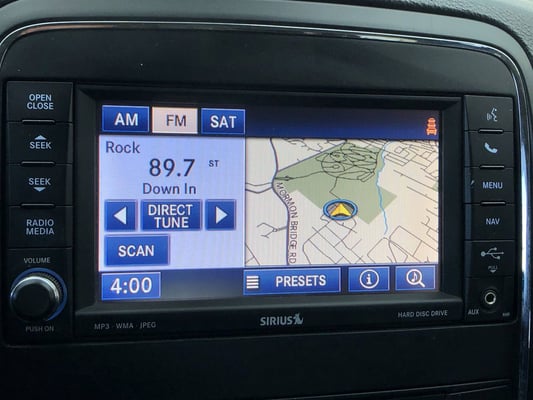 OPEN
CLOSE
SEEK
SEEK
RADIO
MEDIA
VOLUME
PUSH ON
AM
FM
SAT
Rock
89.7 ST
Down In
DIRECT
TUNE
SCAN
4:00
PRESETS
MORMON BRIDGE RD
MP3 · WMA · JPEG
SIRIUS
HARD DISC DRIVE
MENU
NAV
AUX